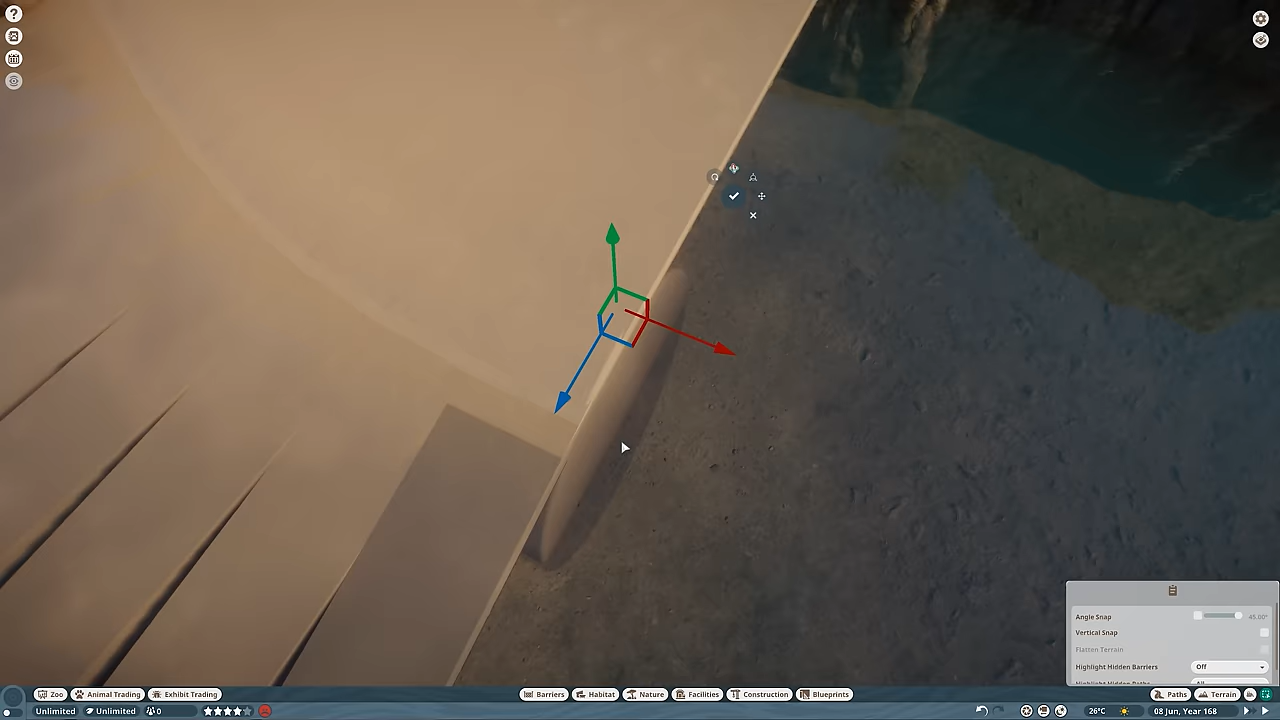 ?
Angle Snap 45.00°
Vertical Snap
Flatten Terrain
Highlight Hidden Barriers Off
Zoo Animal Trading Exhibit Trading Barriers Habitat Nature Facilities Construction Blueprints Paths Terrain
Unlimited Unlimited 0 26°C 08 Jun, Year 168